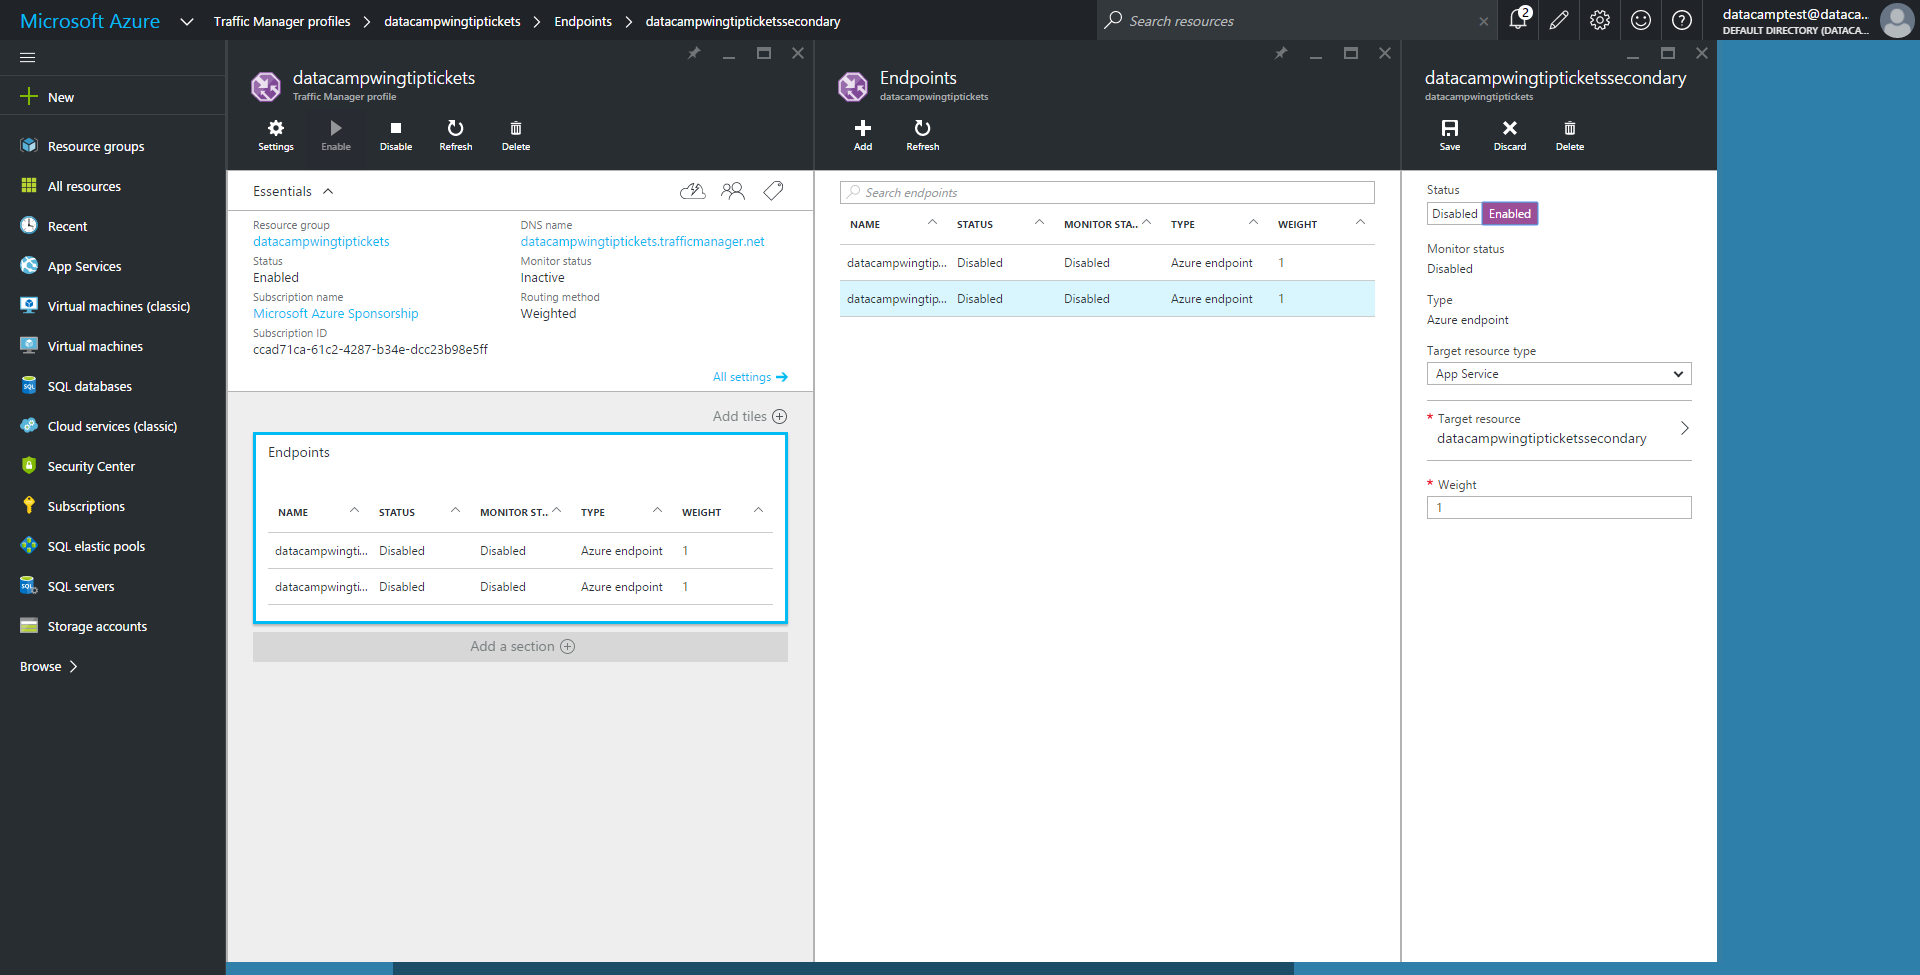 Microsoft Azure
Traffic Manager profiles > datacampwingtiptickets > Endpoints > datacampwingtipticketssecondary
Search resources
2
datacamptest@dataca...
DEFAULT DIRECTORY (DATACA...
New
Resource groups
All resources
Recent
App Services
Virtual machines (classic)
Virtual machines
SQL databases
Cloud services (classic)
Security Center
Subscriptions
SQL elastic pools
SQL servers
Storage accounts
Browse >
datacampwingtiptickets
Traffic Manager profile
Settings Enable Disable Refresh Delete
Essentials
Resource group
datacampwingtiptickets
Status
Enabled
Subscription name
Microsoft Azure Sponsorship
Subscription ID
ccad71ca-61c2-4287-b34e-dcc23b98e5ff
DNS name
datacampwingtiptickets.trafficmanager.net
Monitor status
Inactive
Routing method
Weighted
All settings →
Add tiles
Endpoints
NAME STATUS MONITOR ST.. TYPE WEIGHT
datacampwingti... Disabled Disabled Azure endpoint 1
datacampwingti... Disabled Disabled Azure endpoint 1
Add a section
Endpoints
datacampwingtiptickets
Add Refresh
Search endpoints
NAME STATUS MONITOR STA.. TYPE WEIGHT
datacampwingtip... Disabled Disabled Azure endpoint 1
datacampwingtip... Disabled Disabled Azure endpoint 1
datacampwingtipticketssecondary
datacampwingtiptickets
Save Discard Delete
Status
Disabled Enabled
Monitor status
Disabled
Type
Azure endpoint
Target resource type
App Service
* Target resource
datacampwingtipticketssecondary
* Weight
1